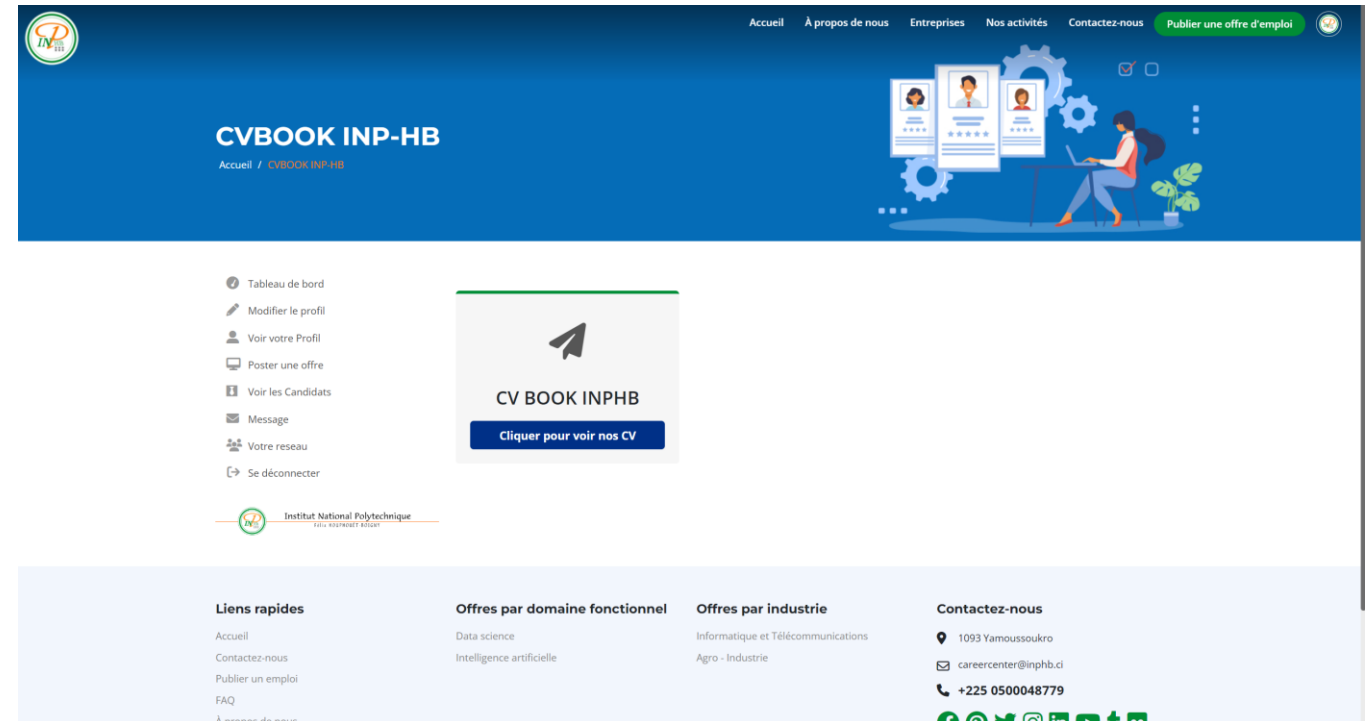 Accueil À propos de nous Entreprises Nos activités Contactez-nous Publier une offre d'emploi
CVBOOK INP-HB
Accueil / CVBOOK INP-HB
Tableau de bord
Modifier le profil
Voir votre Profil
Poster une offre
Voir les Candidats
Message
Votre reseau
Se déconnecter
CV BOOK INPHB
Cliquer pour voir nos CV
Institut National Polytechnique
Liens rapides
Accueil
Contactez-nous
Publier un emploi
FAQ
À propos de nous
Offres par domaine fonctionnel
Data science
Intelligence artificielle
Offres par industrie
Informatique et Télécommunications
Agro - Industrie
Contactez-nous
1093 Yamoussoukro
careercenter@inphb.ci
+225 0500048779